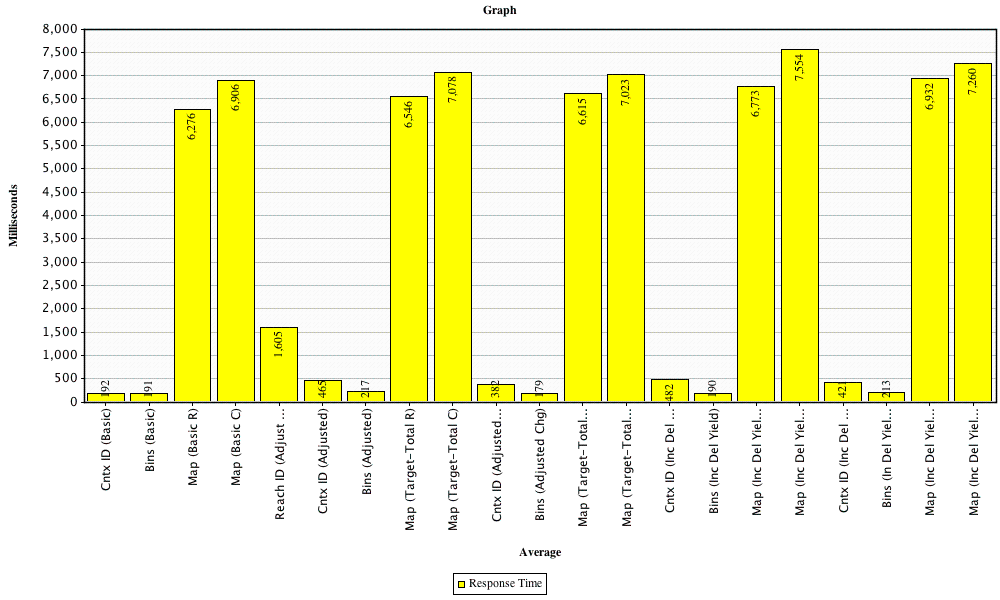 Graph
8,000
7,500
7,000
6,500
6,000
5,500
5,000
4,500
4,000
3,500
3,000
2,500
2,000
1,500
1,000
500
0
Milliseconds
192
191
6,276
6,906
1,605
465
217
6,546
7,078
382
179
6,615
7,023
482
190
6,773
7,554
421
213
6,932
7,260
Cntx ID (Basic)
Bins (Basic)
Map (Basic R)
Map (Basic C)
Reach ID (Adjust ...
Cntx ID (Adjusted)
Bins (Adjusted)
Map (Target-Total R)
Map (Target-Total C)
Cntx ID (Adjusted...
Bins (Adjusted Chg)
Map (Target-Total...
Map (Target-Total...
Cntx ID (Inc Del ...
Bins (Inc Del Yield)
Map (Inc Del Yiel...
Map (Inc Del Yiel...
Cntx ID (Inc Del ...
Bins (In Del Yiel...
Map (Inc Del Yiel...
Map (Inc Del Yiel...
Average
Response Time